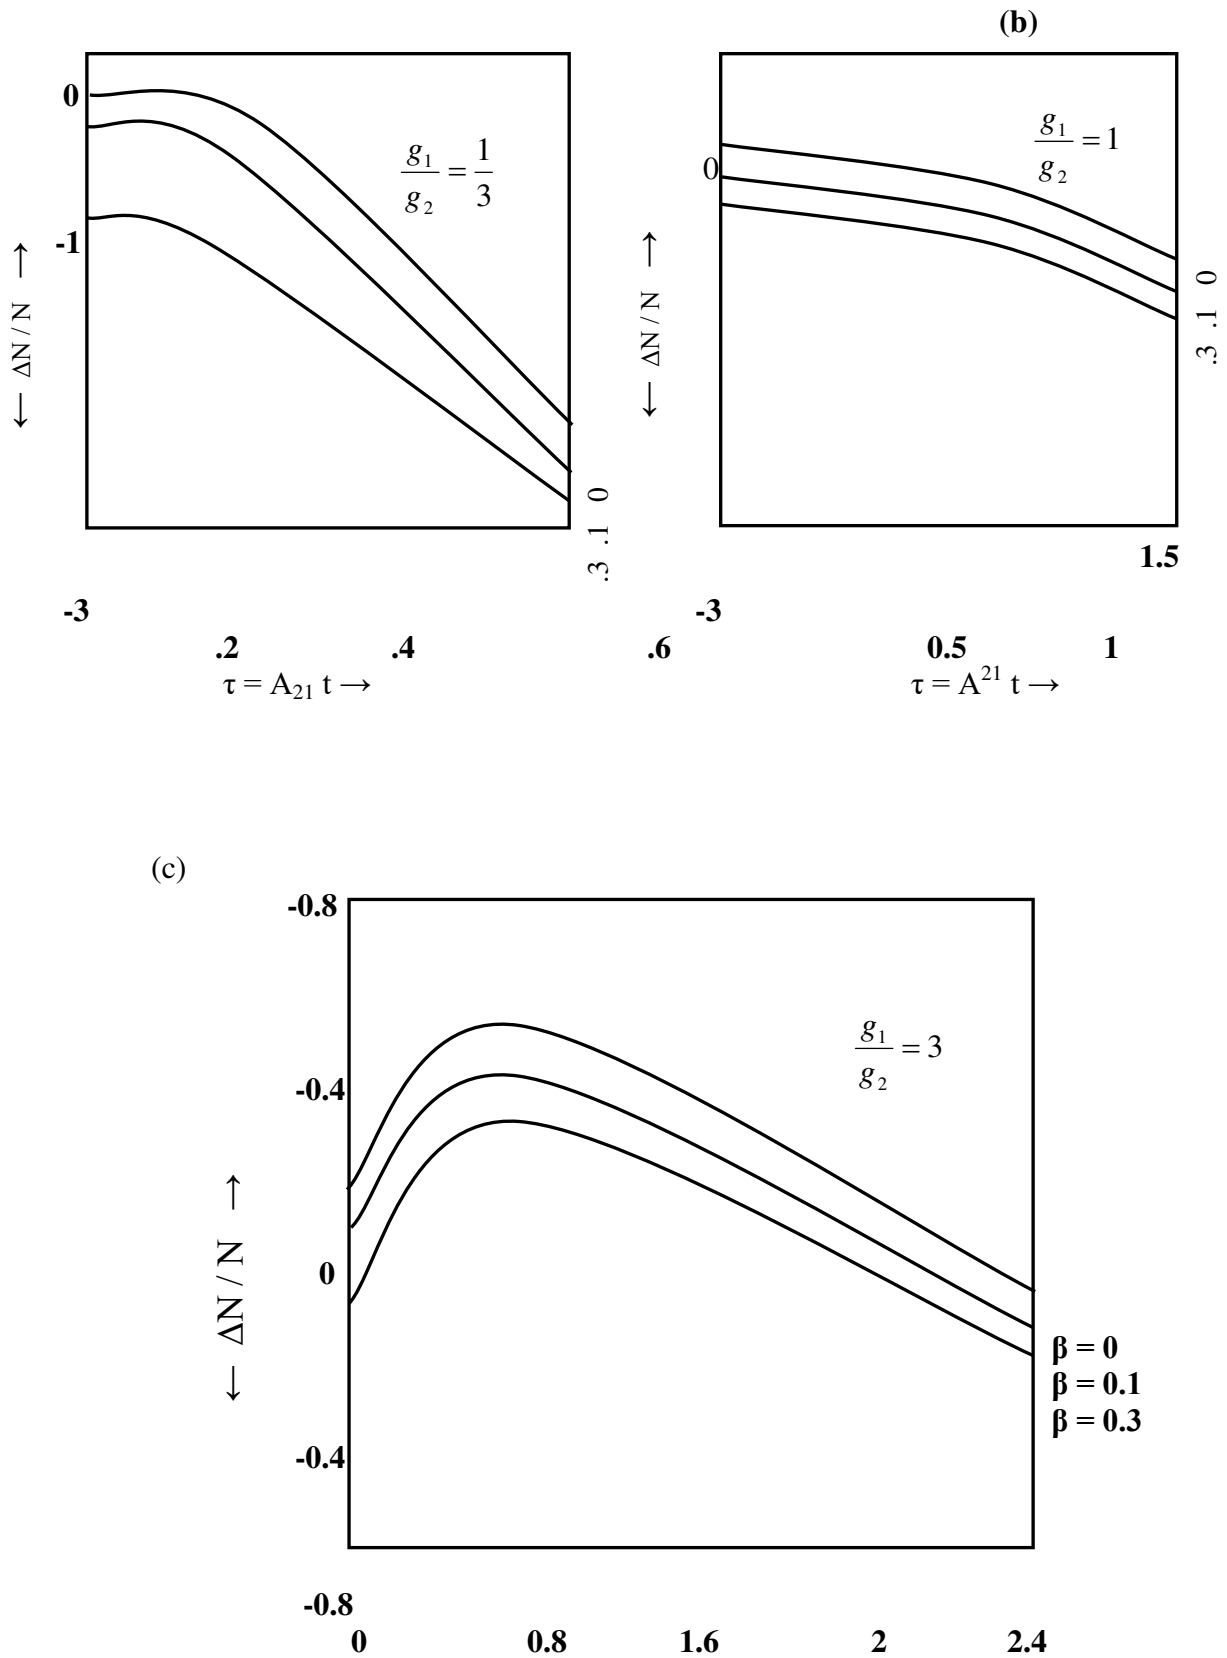 (b)
0
-1
← ΔN / N →
g₁/g₂ = 1/3
.3 .1 0
-3
.2 .4 .6
τ = A₂₁ t →
0
← ΔN / N →
g₁/g₂ = 1
.3 .1 0
1.5
-3
0.5 1
τ = A²¹ t →
(c)
-0.8
-0.4
0
-0.4
-0.8
← ΔN / N →
g₁/g₂ = 3
β = 0
β = 0.1
β = 0.3
0 0.8 1.6 2 2.4